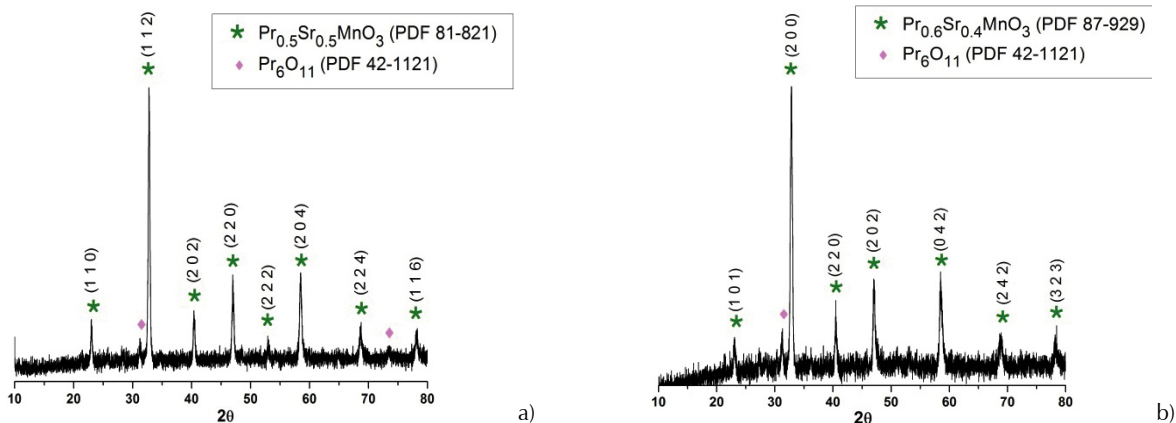 ★ Pr₀.₅Sr₀.₅MnO₃ (PDF 81-821)
♦ Pr₆O₁₁ (PDF 42-1121)
(1 1 0)
(1 1 2)
(2 0 2)
(2 2 0)
(2 2 2)
(2 0 4)
(2 2 4)
(1 1 6)
10 20 30 40 50 60 70 80
2θ
a)
★ Pr₀.₆Sr₀.₄MnO₃ (PDF 87-929)
♦ Pr₆O₁₁ (PDF 42-1121)
(1 0 1)
(2 0 0)
(2 2 0)
(2 0 2)
(0 4 2)
(2 4 2)
(3 2 3)
10 20 30 40 50 60 70 80
2θ
b)